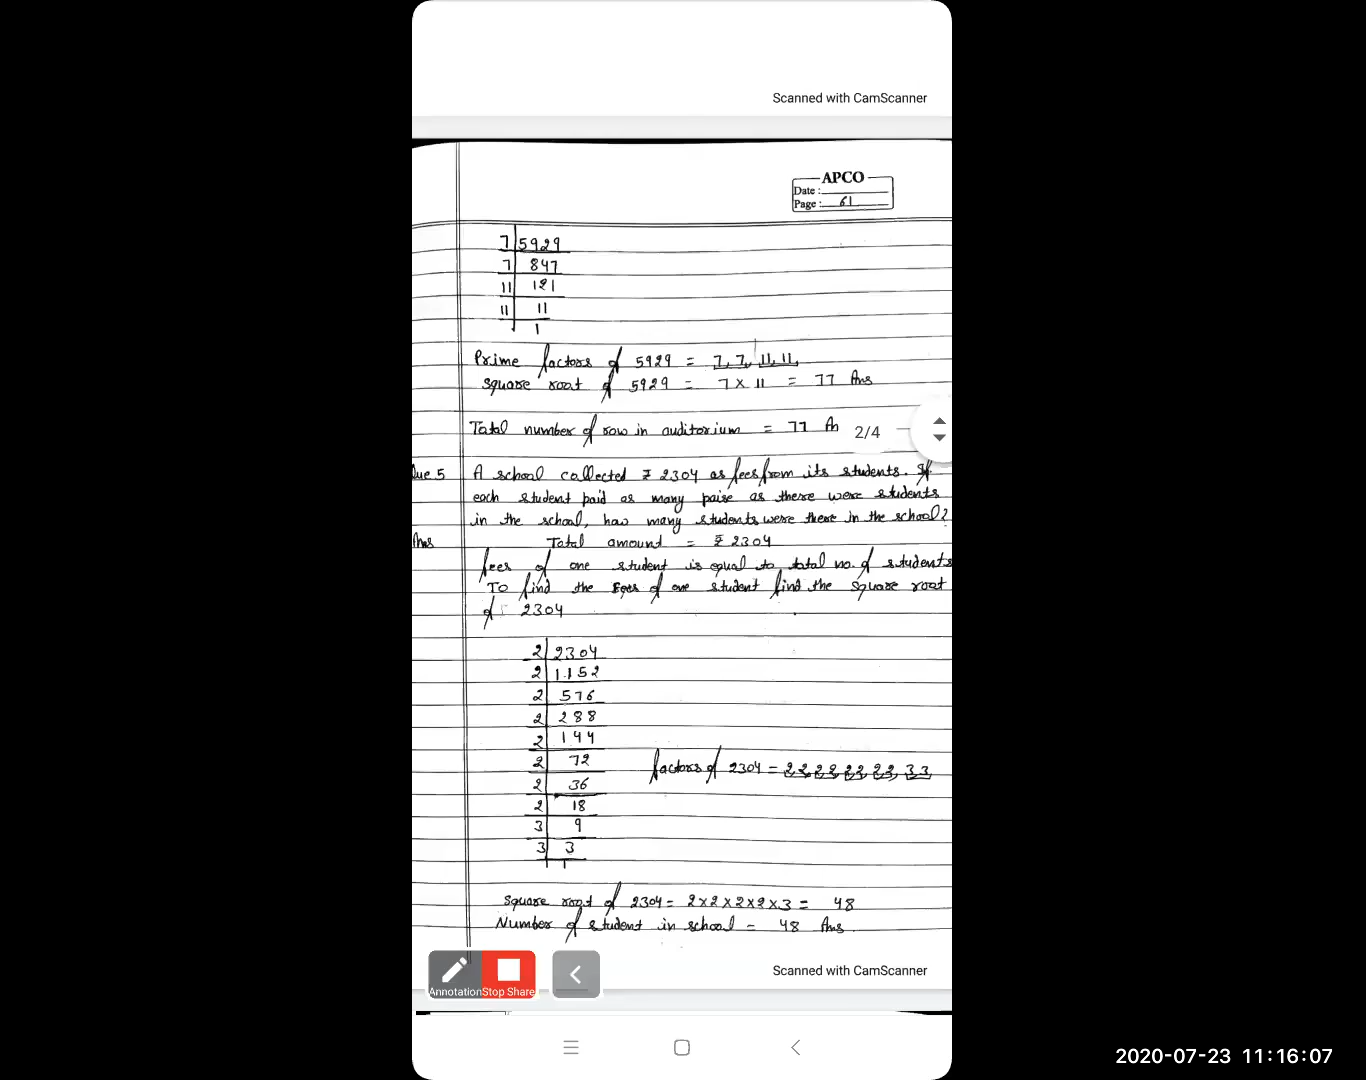 Scanned with CamScanner
APCO
Date :
Page : 61
7 | 5929
7 | 847
11 | 121
11 | 11
1
Prime factors of 5929 = 7, 7, 11, 11,
square root of 5929 = 7 × 11 = 77 Ans
Total number of row in auditorium = 77 An
2/4
Que 5 A school collected ₹ 2304 as fees from its students. If
each student paid as many paise as there were students
in the school, how many students were there in the school?
Ans Total amount = ₹ 2304
fees of one student is equal to total no. of students
To find the fees of one student find the square root
of 2304
2 | 2304
2 | 1152
2 | 576
2 | 288
2 | 144
2 | 72
factors of 2304 = 2,2,2,2,2,2,2,2,3,3
2 | 36
2 | 18
3 | 9
3 | 3
1
Square root of 2304 = 2×2×2×2×3 = 48
Number of student in school = 48 Ans
Annotation Stop Share
Scanned with CamScanner
2020-07-23 11:16:07